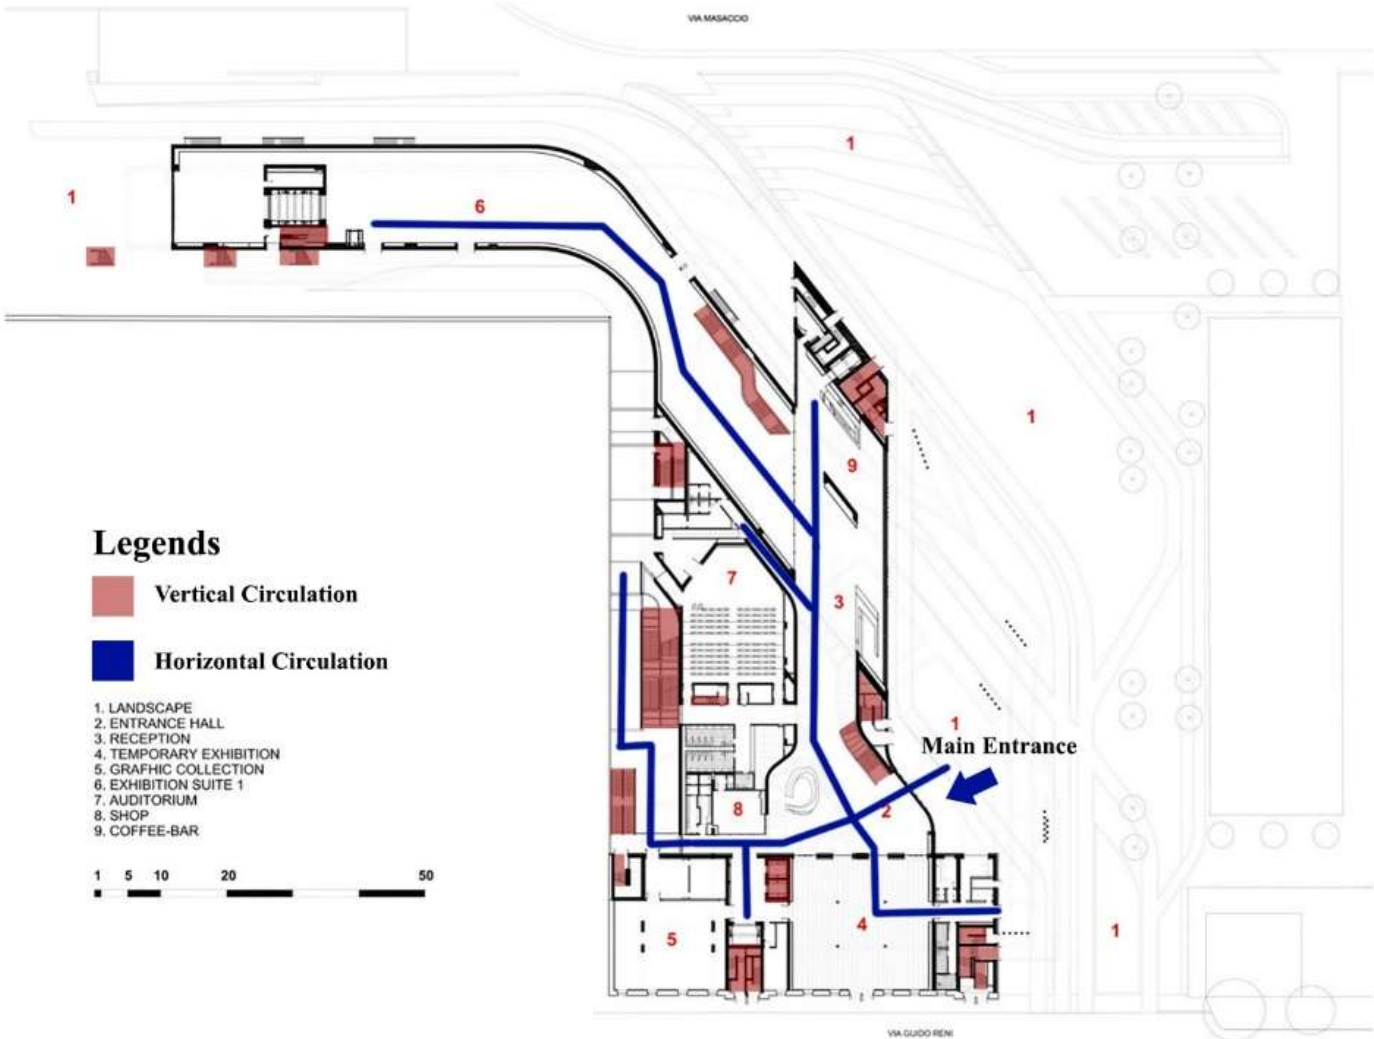 VIA MASACCIO
1
1
6
1
9
7
3
Legends
Vertical Circulation
Horizontal Circulation
1. LANDSCAPE
2. ENTRANCE HALL
3. RECEPTION
4. TEMPORARY EXHIBITION
5. GRAFHIC COLLECTION
6. EXHIBITION SUITE 1
7. AUDITORIUM
8. SHOP
9. COFFEE-BAR
1
Main Entrance
8
2
1 5 10 20 50
5
4
1
VIA GUIDO RENI